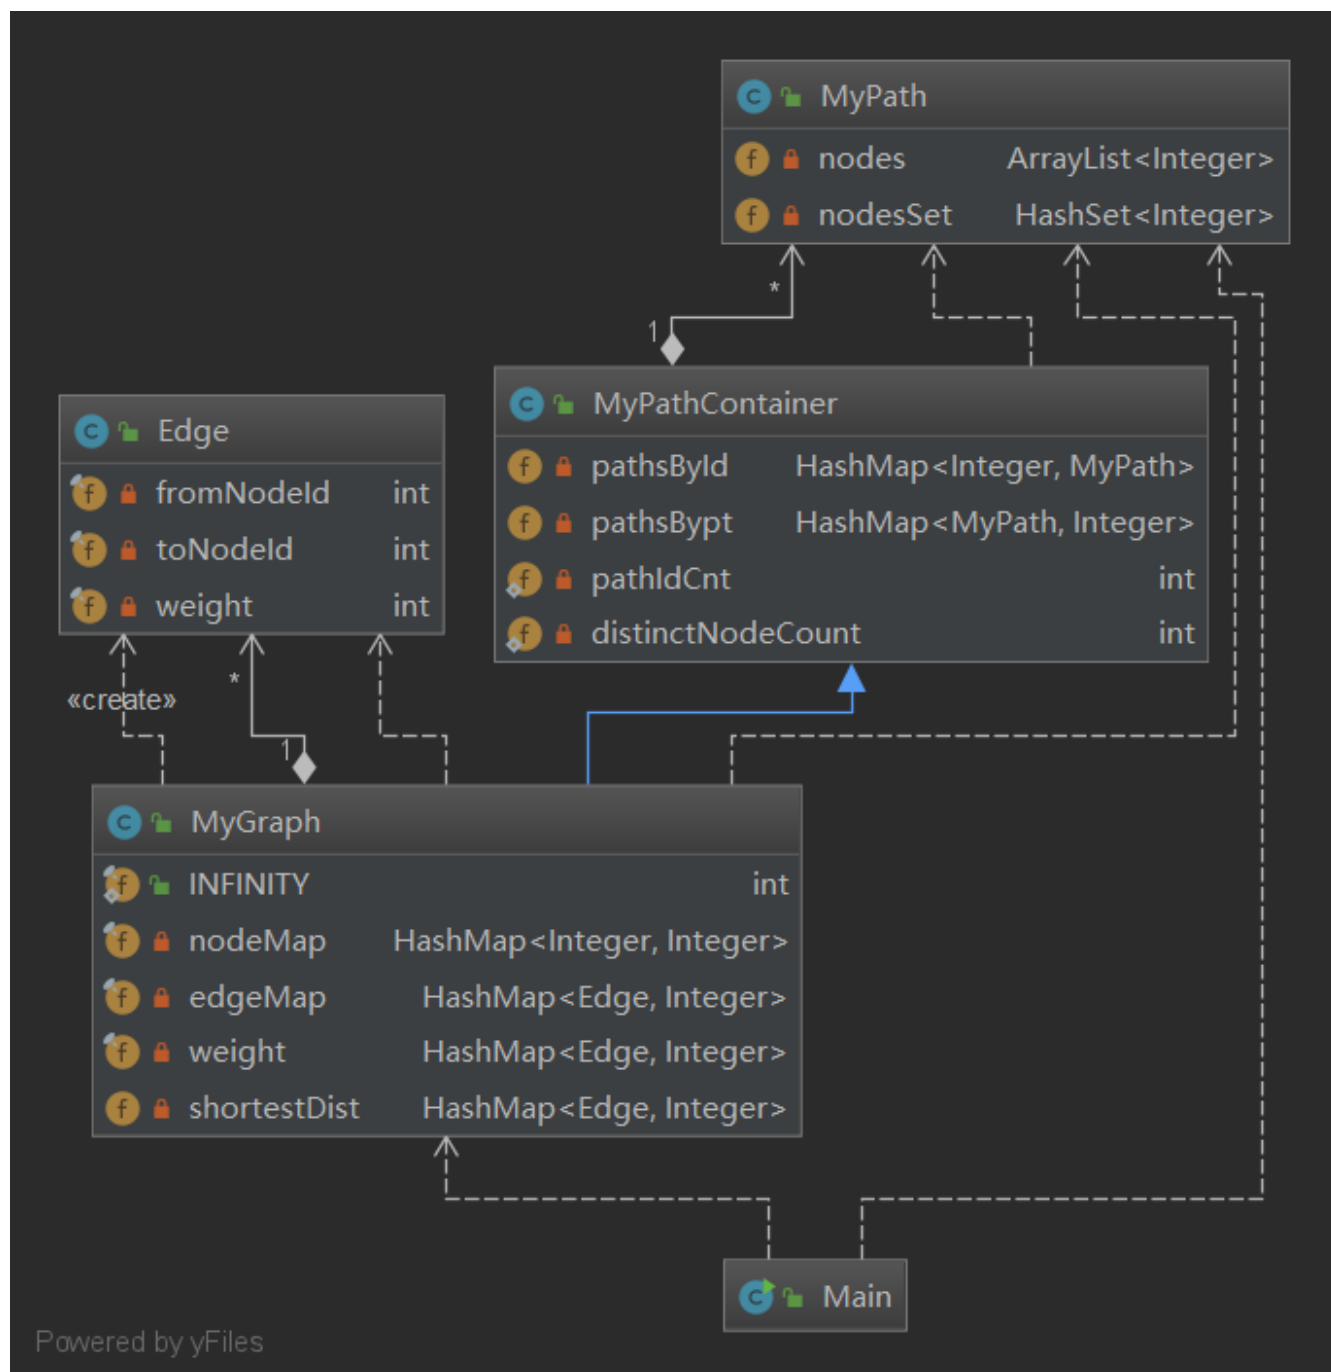 MyPath
nodes ArrayList<Integer>
nodesSet HashSet<Integer>
*
1
MyPathContainer
pathsById HashMap<Integer, MyPath>
pathsBypt HashMap<MyPath, Integer>
pathIdCnt int
distinctNodeCount int
Edge
fromNodeId int
toNodeId int
weight int
*
«create»
1
MyGraph
INFINITY int
nodeMap HashMap<Integer, Integer>
edgeMap HashMap<Edge, Integer>
weight HashMap<Edge, Integer>
shortestDist HashMap<Edge, Integer>
Main
Powered by yFiles